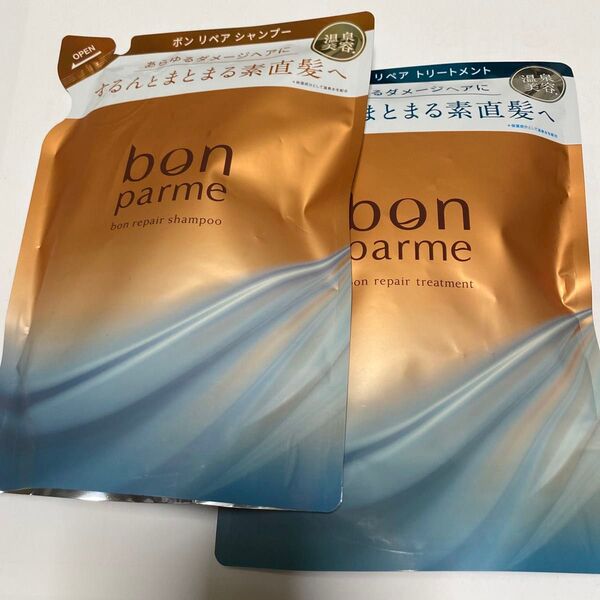 OPEN
ボン リペア シャンプー
温泉
美容
あらゆるダメージヘアに
するんとまとまる素直髪へ
bon
parme
bon repair shampoo
リペア トリートメント
温泉
美容
るダメージヘアに
まとまる素直髪へ
bon
parme
bon repair treatment